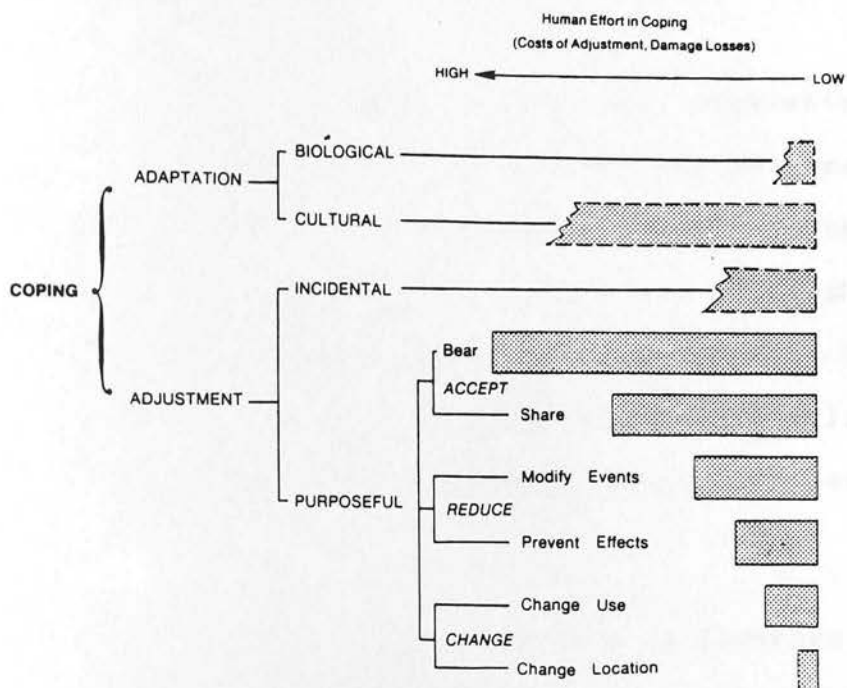 Human Effort in Coping
(Costs of Adjustment, Damage Losses)
HIGH LOW
BIOLOGICAL
ADAPTATION
CULTURAL
COPING
INCIDENTAL
Bear
ACCEPT
ADJUSTMENT
Share
Modify Events
PURPOSEFUL
REDUCE
Prevent Effects
Change Use
CHANGE
Change Location